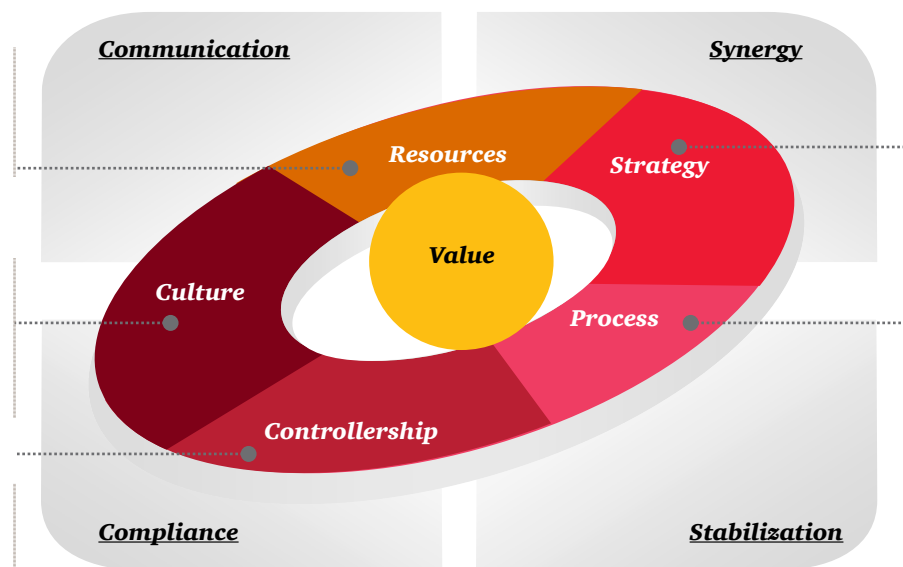 Communication
Synergy
Resources
Strategy
Value
Culture
Process
Controllership
Compliance
Stabilization